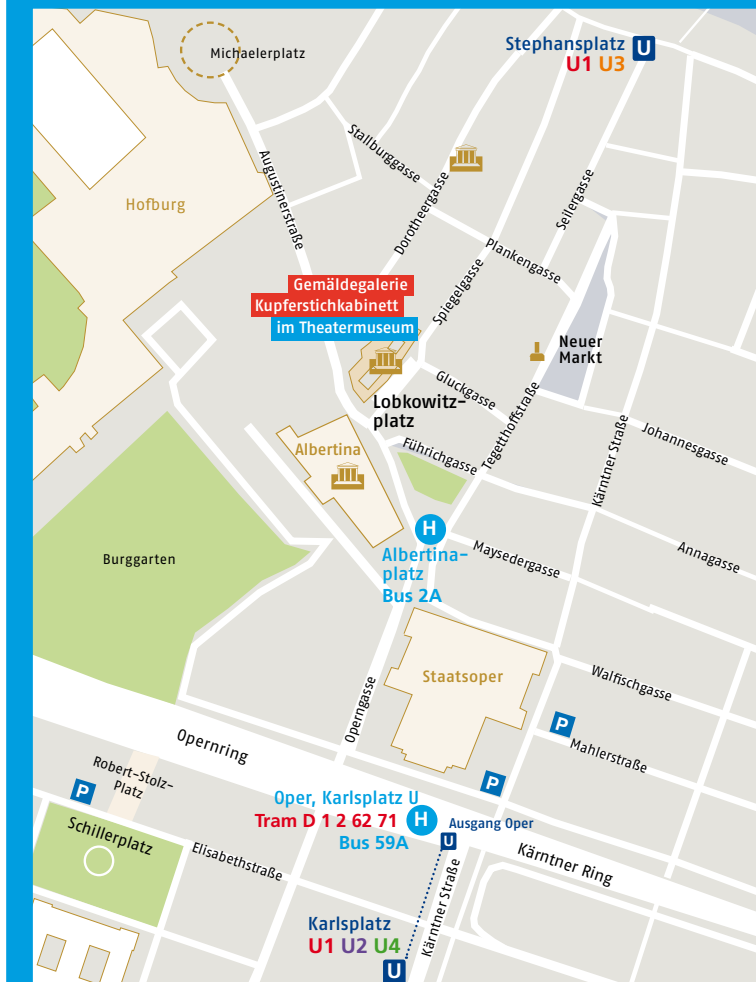 Michaelerplatz
Stephansplatz
U
U1 U3
Stallburggasse
Augustinerstraße
Dorotheergasse
Seilergasse
Hofburg
Plankengasse
Spiegelgasse
Gemäldegalerie
Kupferstichkabinett
im Theatermuseum
Neuer
Markt
Gluckgasse
Lobkowitz-
platz
Tegetthoffstraße
Kärntner Straße
Johannesgasse
Führichgasse
Albertina
H
Albertina-
platz
Bus 2A
Maysedergasse
Annagasse
Burggarten
Staatsoper
Walfischgasse
Operngasse
P
Mahlerstraße
Opernring
Robert-Stolz-
Platz
P
P
Oper, Karlsplatz U
Tram D 1 2 62 71
H
Bus 59A
Ausgang Oper
U
Schillerplatz
Elisabethstraße
Kärntner Ring
Kärntner Straße
Karlsplatz
U1 U2 U4
U